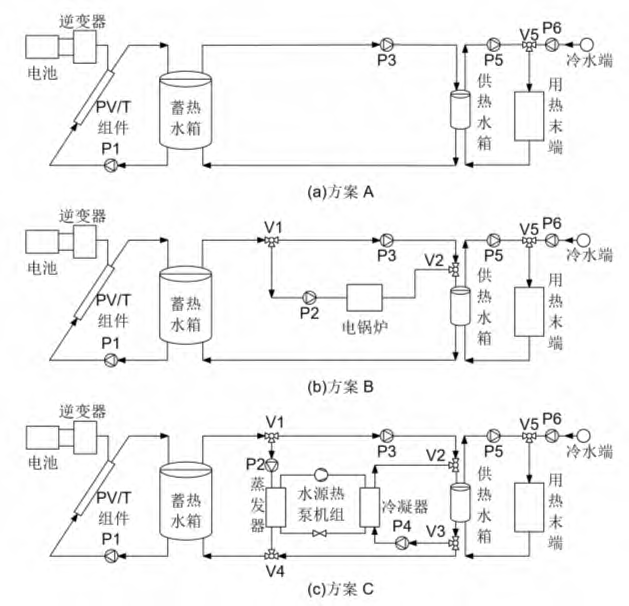 逆变器
电池
PV/T
组件
P1
蓄热
水箱
P3
P5
V5
P6
冷水端
供热水箱
用热末端
(a)方案 A
逆变器
电池
PV/T
组件
P1
蓄热
水箱
V1
P3
P2
电锅炉
V2
P5
V5
P6
冷水端
供热水箱
用热末端
(b)方案 B
逆变器
电池
PV/T
组件
P1
蓄热
水箱
V1
P2
蒸发器
水源热
泵机组
冷凝器
P3
V2
P4
V3
V4
P5
V5
P6
冷水端
供热水箱
用热末端
(c)方案 C